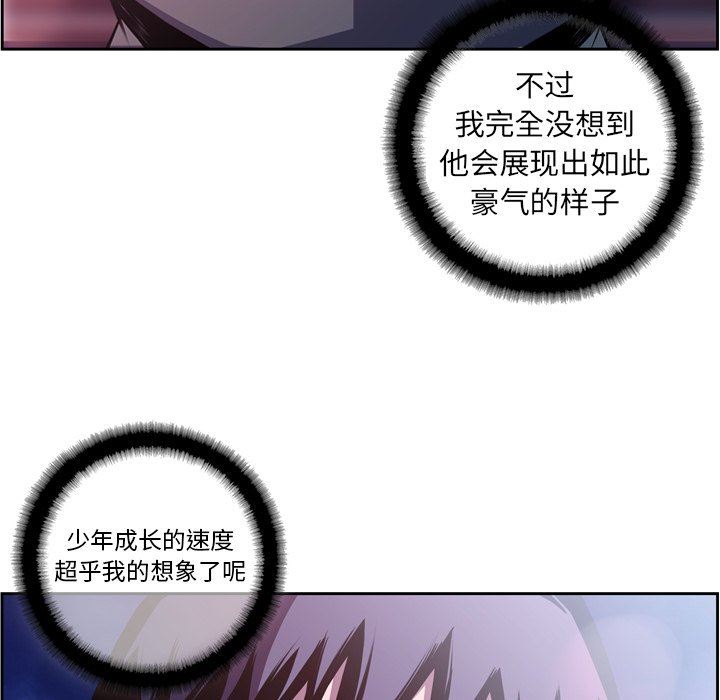 不过
我完全没想到
他会展现出如此
豪气的样子
少年成长的速度
超乎我的想象了呢